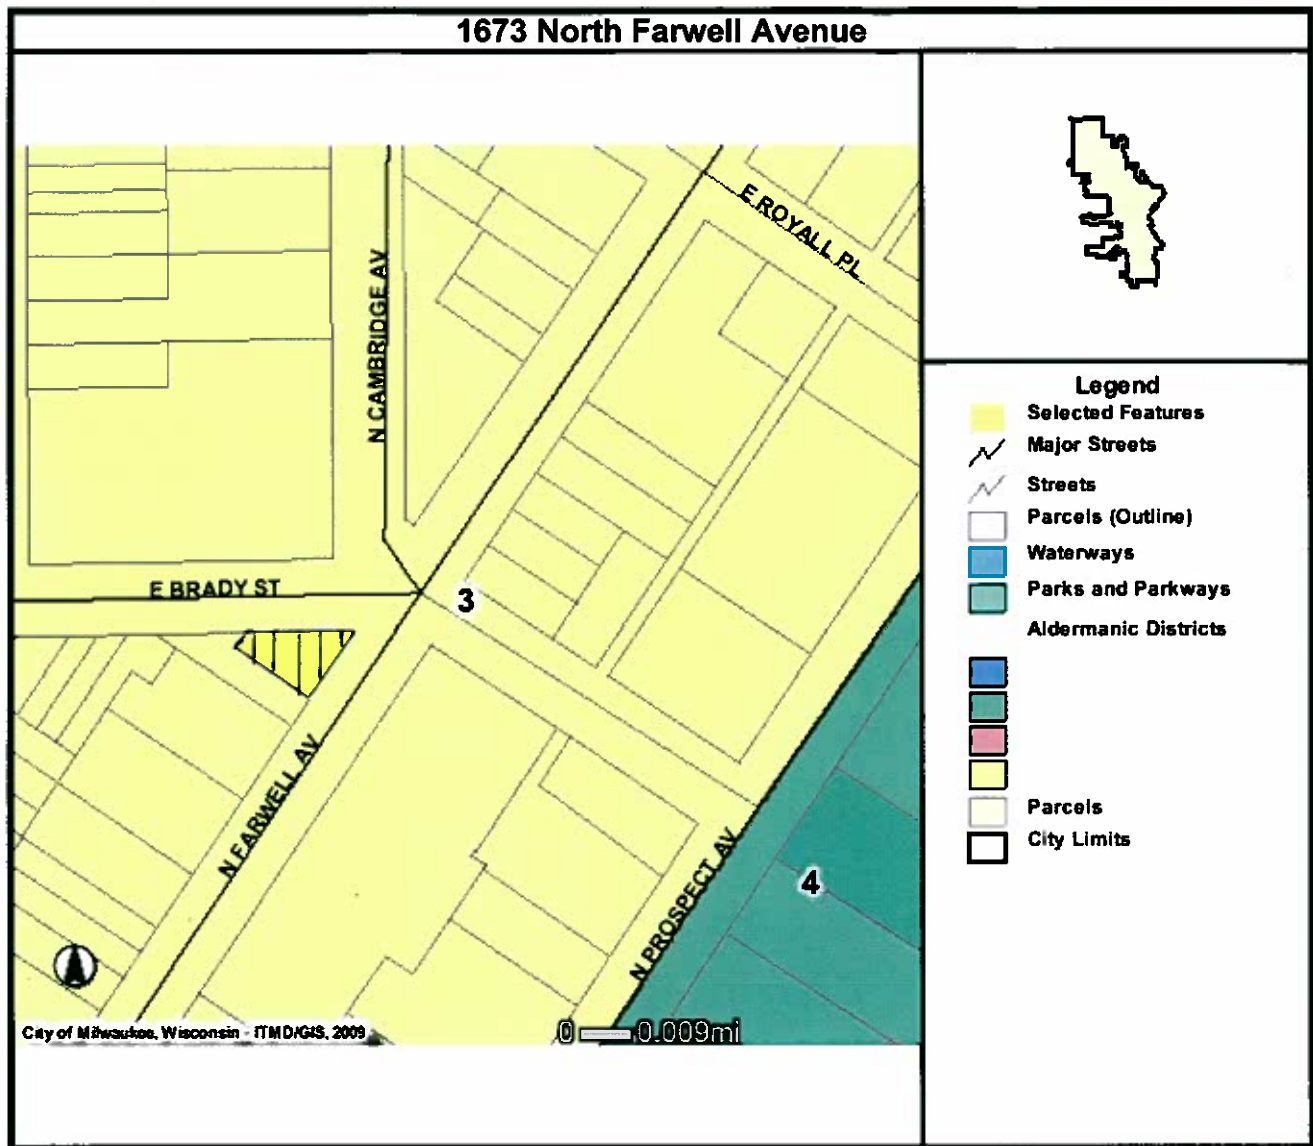 1673 North Farwell Avenue
E ROYALL PL
N CAMBRIDGE AV
E BRADY ST
3
N FARWELL AV
N PROSPECT AV
4
City of Milwaukee, Wisconsin - ITMD/GIS, 2009
0 0.009mi
Legend
Selected Features
Major Streets
Streets
Parcels (Outline)
Waterways
Parks and Parkways
Aldermanic Districts
Parcels
City Limits